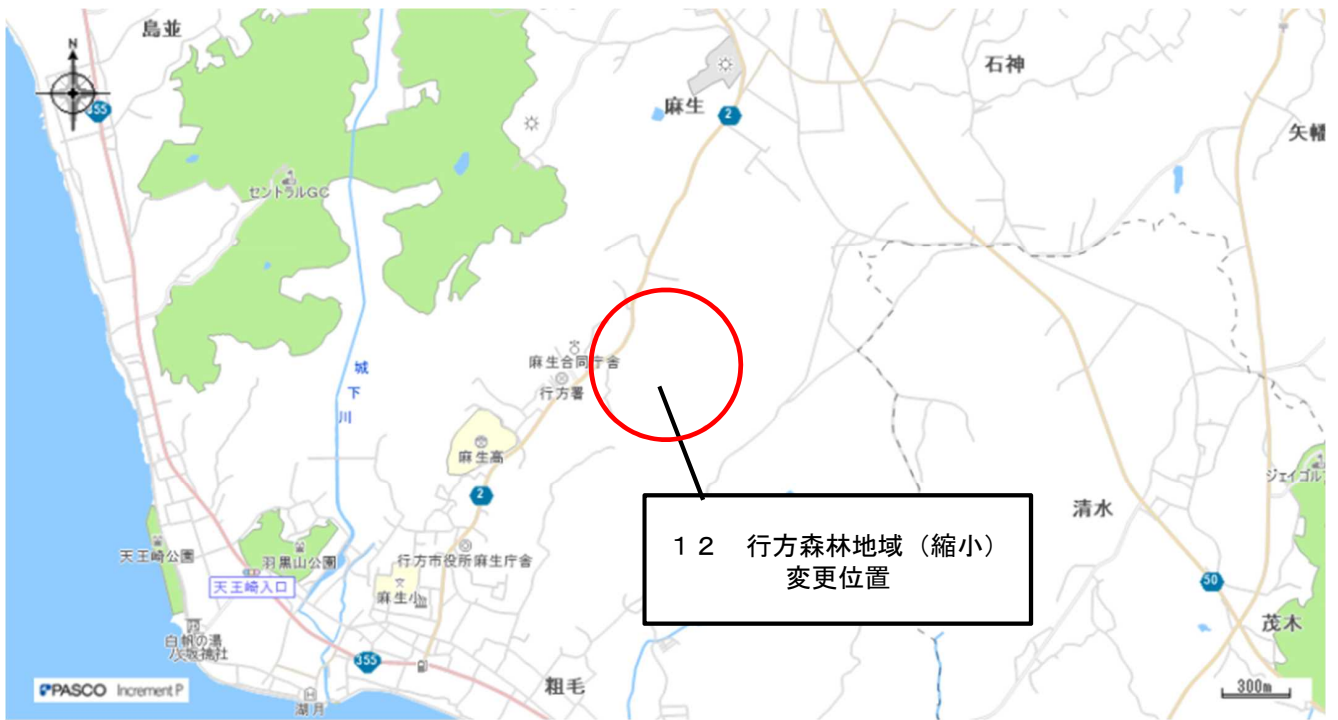 島並
N
355
麻生
2
石神
矢幡
セントラルGC
城下川
麻生合同庁舎
行方署
麻生高
2
清水
ジェイゴルフ
12 行方森林地域(縮小)
変更位置
天王崎公園
羽黒山公園
行方市役所麻生庁舎
天王崎入口
麻生小
50
茂木
白帆の湯
八坂神社
355
粗毛
湖月
PASCO Increment P
300m